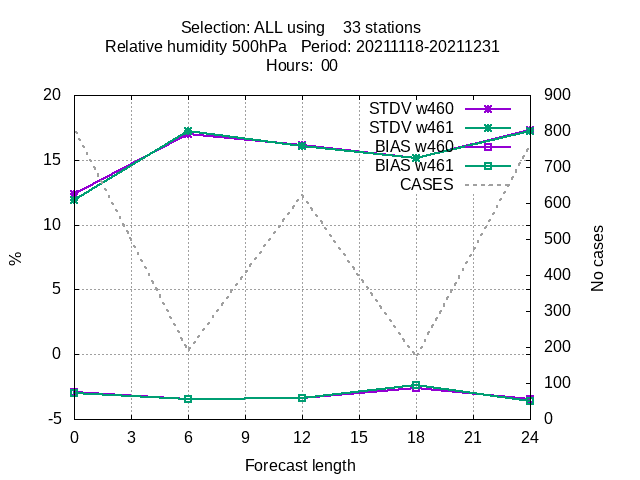 Selection: ALL using    33 stations
Relative humidity 500hPa   Period: 20211118-20211231
Hours:  00
20
15
10
5
0
-5
%
900
800
700
600
500
400
300
200
100
0
No cases
STDV w460
STDV w461
BIAS w460
BIAS w461
CASES
0 3 6 9 12 15 18 21 24
Forecast length